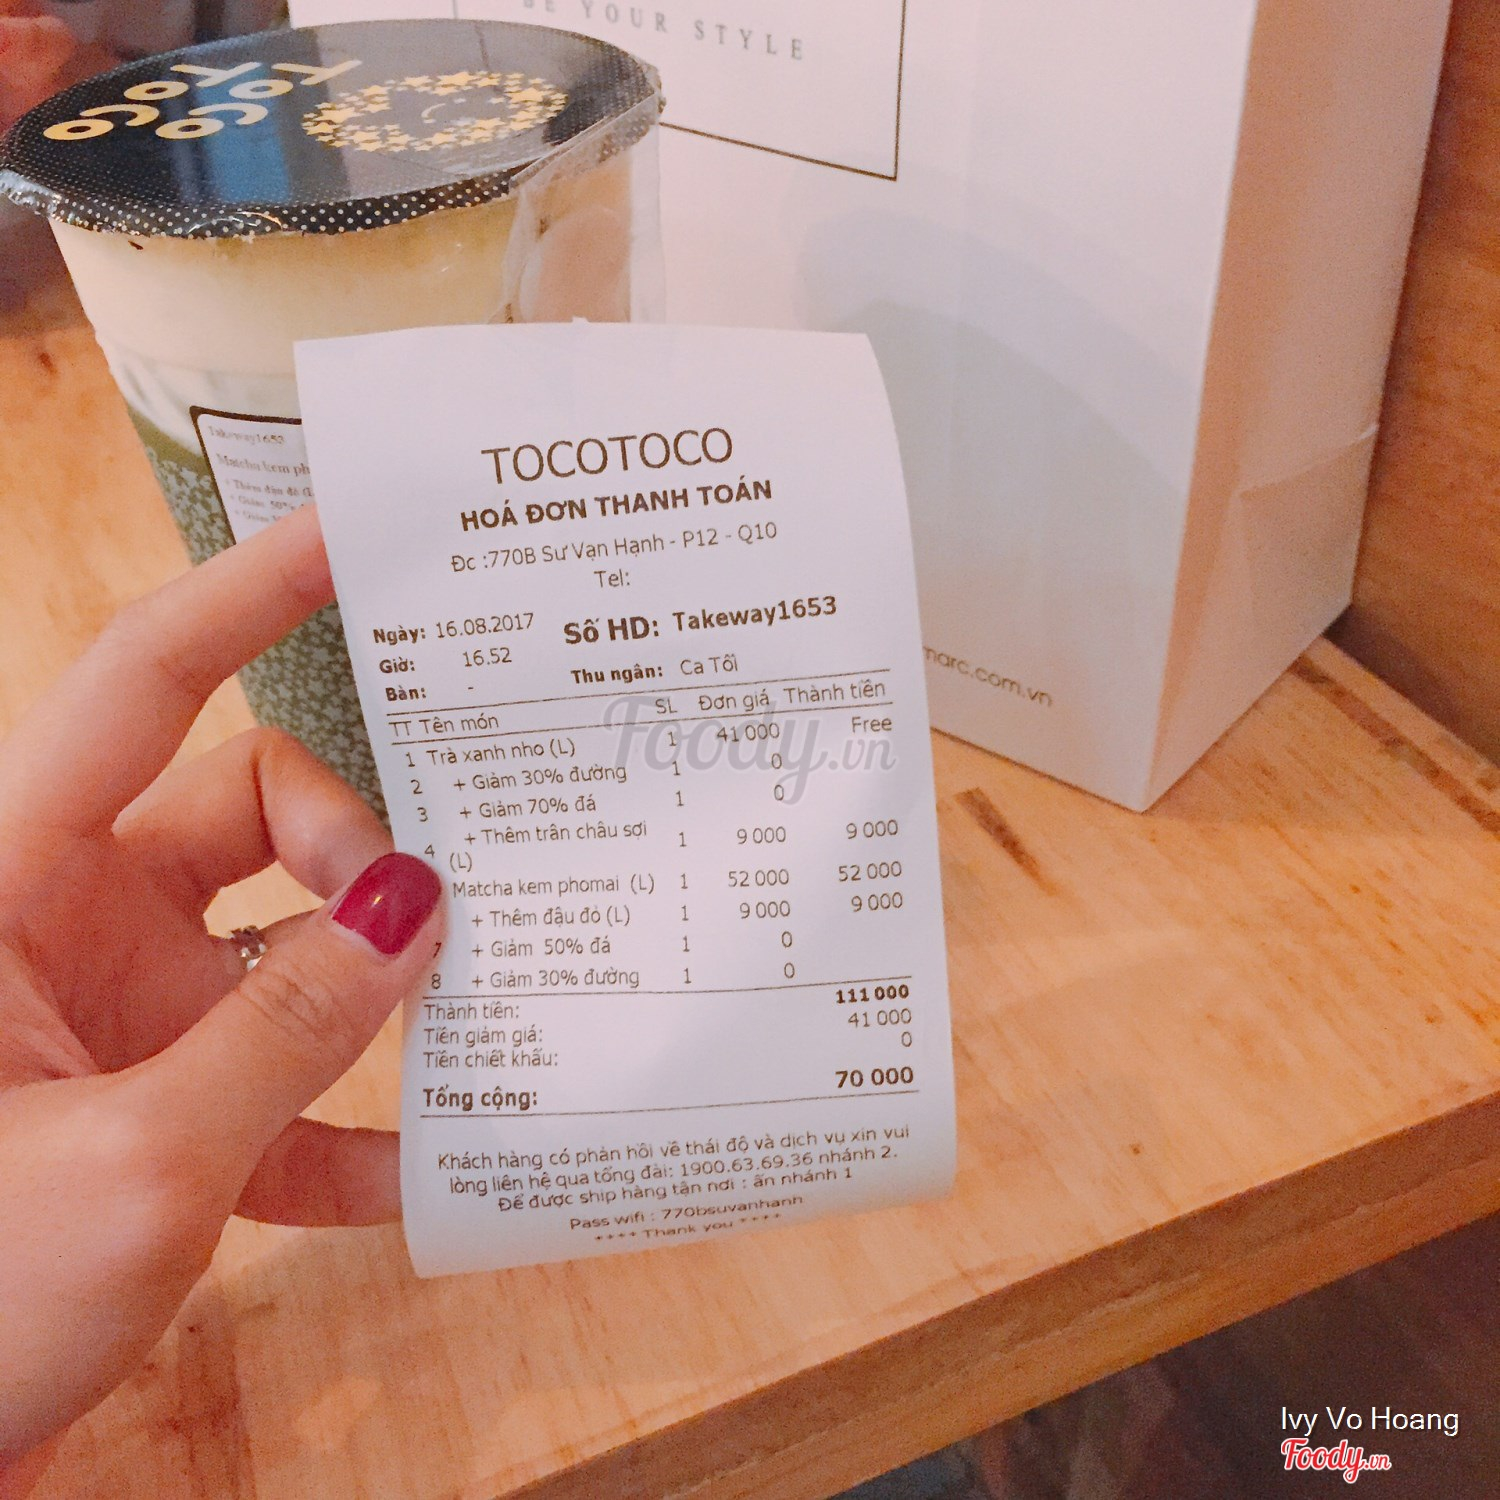 BE YOUR STYLE
TOCOTOCO
HOÁ ĐƠN THANH TOÁN
Đc :770B Sư Vạn Hạnh - P12 - Q10
Tel:
Ngày: 16.08.2017 Số HD: Takeway1653
Giờ: 16.52
Bàn: - Thu ngân: Ca Tối
TT Tên món SL Đơn giá Thành tiền
1 Trà xanh nho (L) 1 41 000 Free
2 + Giảm 30% đường 1 0
3 + Giảm 70% đá 1 0
4 + Thêm trân châu sợi (L) 1 9 000 9 000
Matcha kem phomai (L) 1 52 000 52 000
+ Thêm đậu đỏ (L) 1 9 000 9 000
7 + Giảm 50% đá 1 0
8 + Giảm 30% đường 1 0
Thành tiền: 111 000
Tiền giảm giá: 41 000
Tiền chiết khấu: 0
Tổng cộng: 70 000
Khách hàng có phản hồi về thái độ và dịch vụ xin vui
lòng liên hệ qua tổng đài: 1900.63.69.36 nhánh 2.
Để được ship hàng tận nơi : ấn nhánh 1
Pass wifi : 770bsuvanhanh
**** Thank you ****
Takeway1652
Matcha kem ph
marc.com.vn
Foody.vn
Ivy Vo Hoang
Foody.vn